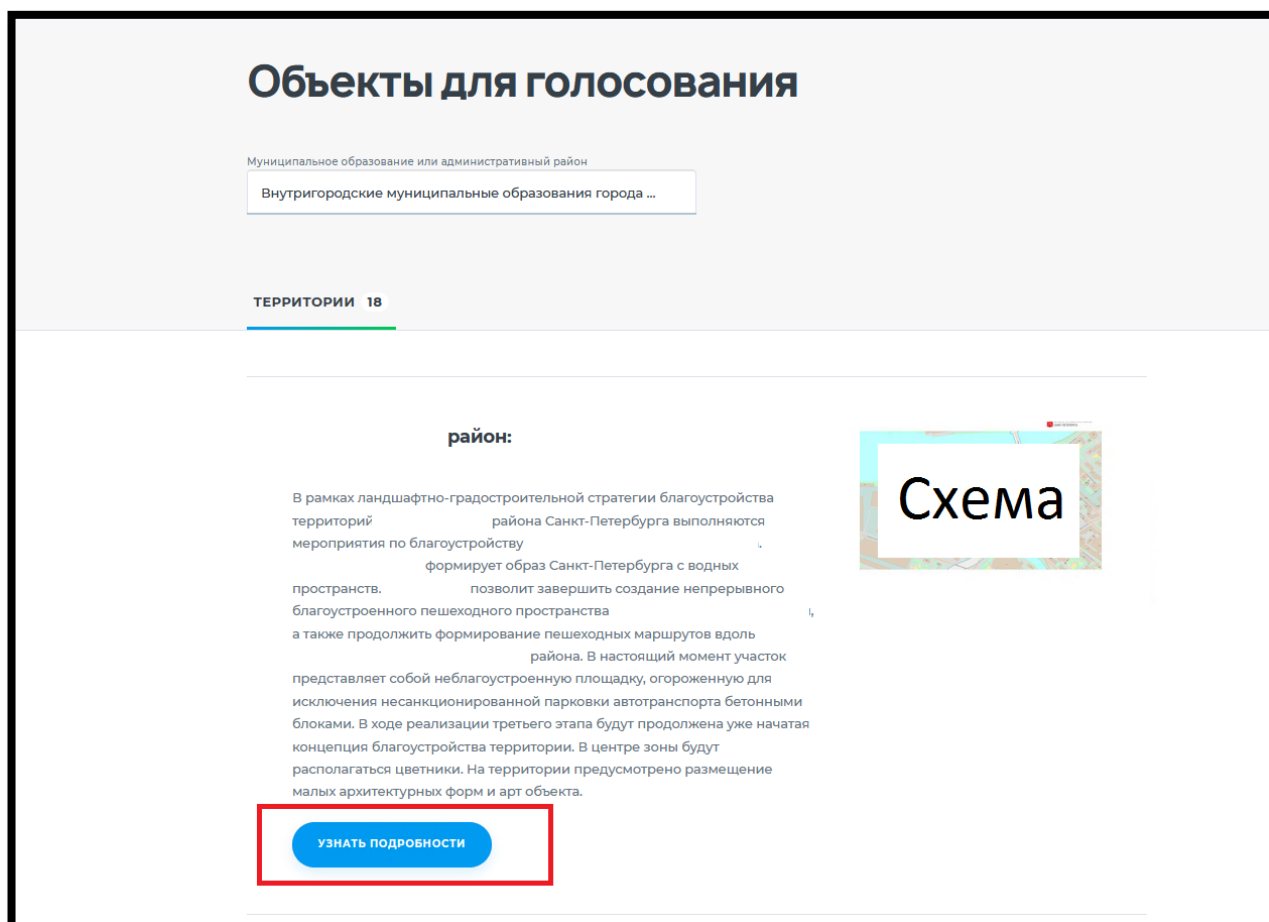 Объекты для голосования
Муниципальное образование или административный район
Внутригородские муниципальные образования города ...
ТЕРРИТОРИИ 18
район:
Схема
В рамках ландшафтно-градостроительной стратегии благоустройства
территорий района Санкт-Петербурга выполняются
мероприятия по благоустройству .
формирует образ Санкт-Петербурга с водных
пространств. позволит завершить создание непрерывного
благоустроенного пешеходного пространства ,
а также продолжить формирование пешеходных маршрутов вдоль
района. В настоящий момент участок
представляет собой неблагоустроенную площадку, огороженную для
исключения несанкционированной парковки автотранспорта бетонными
блоками. В ходе реализации третьего этапа будут продолжена уже начатая
концепция благоустройства территории. В центре зоны будут
располагаться цветники. На территории предусмотрено размещение
малых архитектурных форм и арт объекта.
УЗНАТЬ ПОДРОБНОСТИ